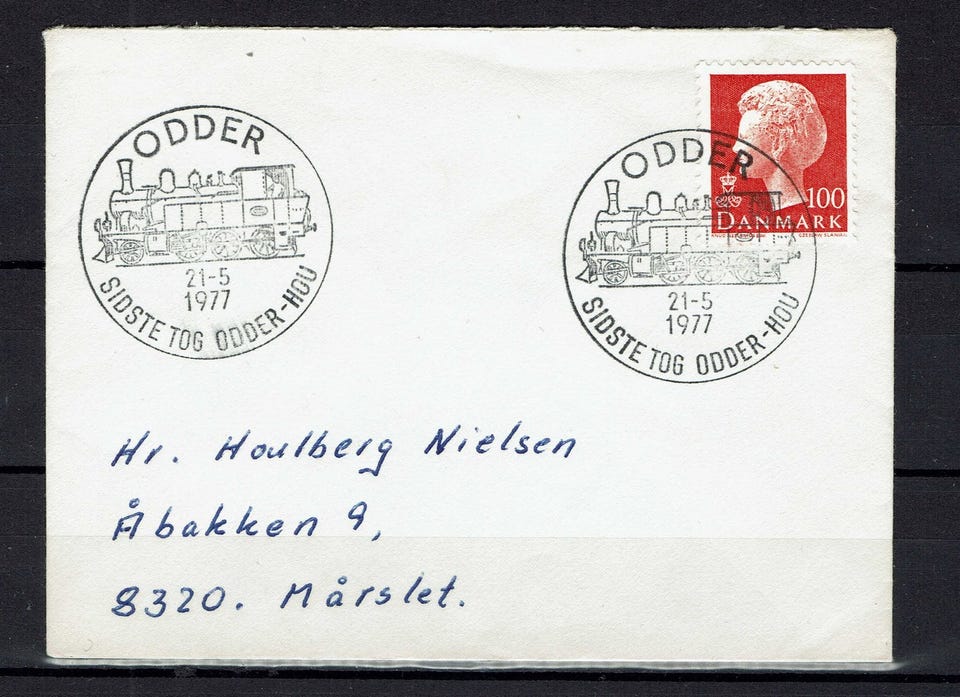 ODDER
21-5
1977
SIDSTE TOG ODDER-HOU
100
DANMARK
ODDER
21-5
1977
SIDSTE TOG ODDER-HOU
Hr. Houlberg Nielsen
Åbakken 9,
8320. Mårslet.